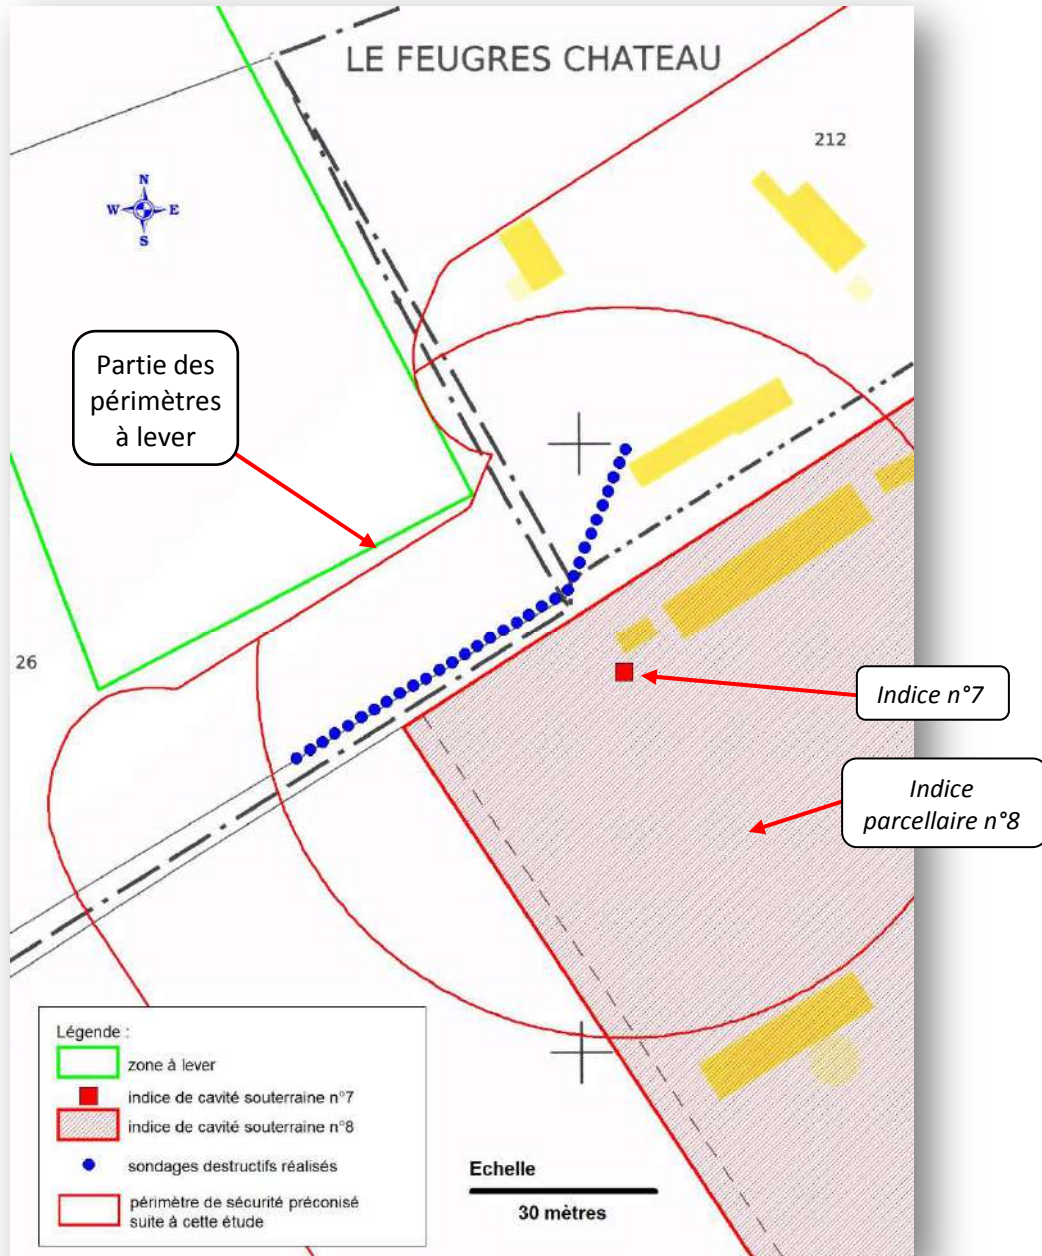 LE FEUGRES CHATEAU
212
N
W E
S
Partie des
périmètres
à lever
26
Indice n°7
Indice
parcellaire n°8
Légende :
zone à lever
indice de cavité souterraine n°7
indice de cavité souterraine n°8
sondages destructifs réalisés
périmètre de sécurité préconisé
suite à cette étude
Echelle
30 mètres